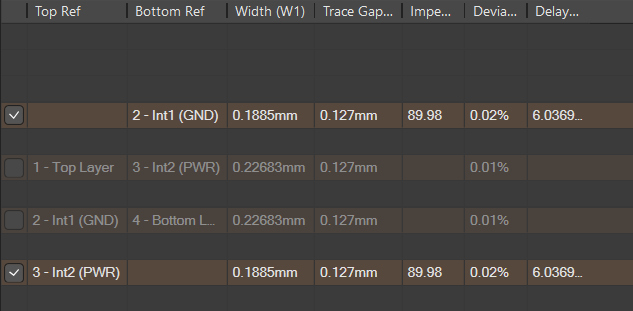 Top Ref Bottom Ref Width (W1) Trace Gap... Impe... Devia... Delay...
2 - Int1 (GND) 0.1885mm 0.127mm 89.98 0.02% 6.0369...
1 - Top Layer 3 - Int2 (PWR) 0.22683mm 0.127mm 0.01%
2 - Int1 (GND) 4 - Bottom L... 0.22683mm 0.127mm 0.01%
3 - Int2 (PWR) 0.1885mm 0.127mm 89.98 0.02% 6.0369...